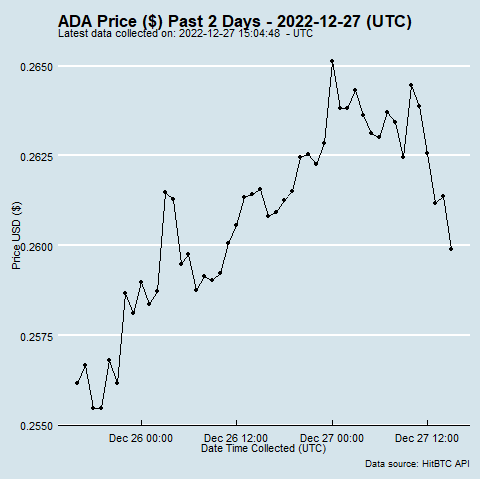 ADA Price ($) Past 2 Days - 2022-12-27 (UTC)
Latest data collected on: 2022-12-27 15:04:48 - UTC
0.2650
0.2625
0.2600
0.2575
0.2550
Price USD ($)
Dec 26 00:00 Dec 26 12:00 Dec 27 00:00 Dec 27 12:00
Date Time Collected (UTC)
Data source: HitBTC API